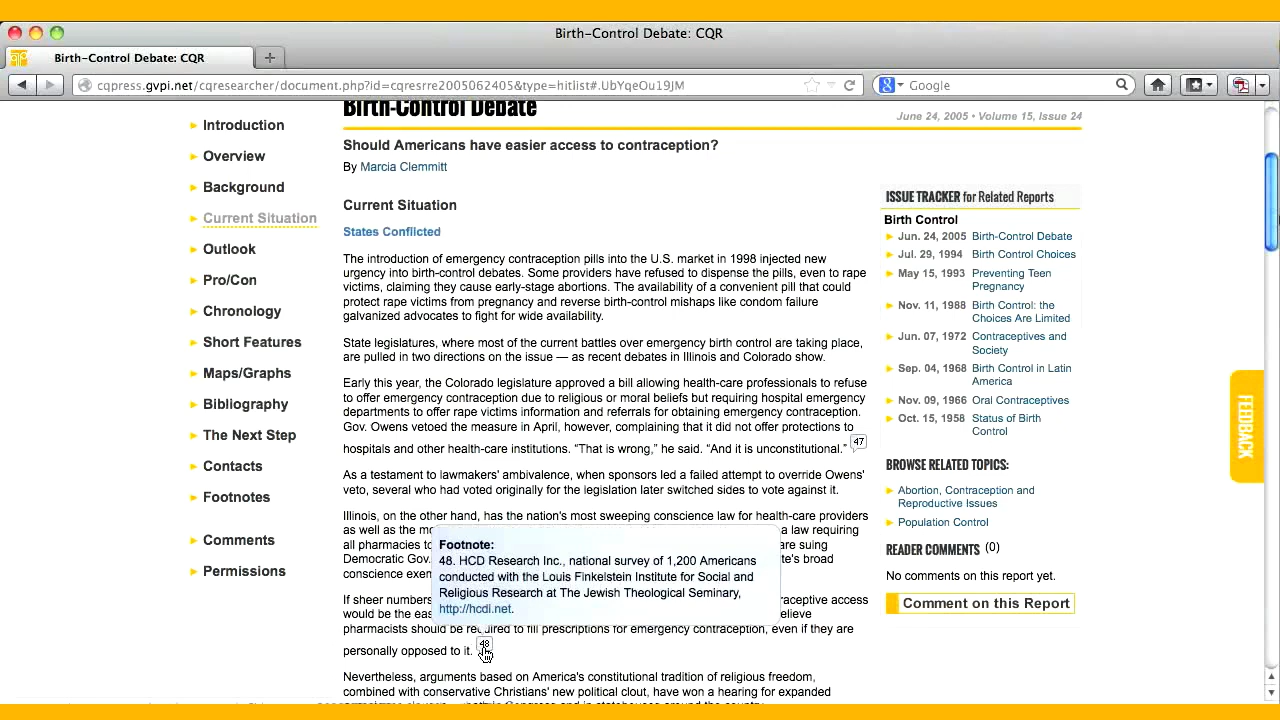 Birth–Control Debate: CQR
Birth–Control Debate: CQR
cqpress.gvpi.net/cqresearcher/document.php?id=cqresrre2005062405&type=hitlist#.UbYqeOu19JM
Google
Birth-Control Debate
June 24, 2005 • Volume 15, Issue 24
Should Americans have easier access to contraception?
By Marcia Clemmitt
Introduction
Overview
Background
Current Situation
Outlook
Pro/Con
Chronology
Short Features
Maps/Graphs
Bibliography
The Next Step
Contacts
Footnotes
Comments
Permissions
Current Situation
States Conflicted
The introduction of emergency contraception pills into the U.S. market in 1998 injected new
urgency into birth-control debates. Some providers have refused to dispense the pills, even to rape
victims, claiming they cause early-stage abortions. The availability of a convenient pill that could
protect rape victims from pregnancy and reverse birth-control mishaps like condom failure
galvanized advocates to fight for wide availability.
State legislatures, where most of the current battles over emergency birth control are taking place,
are pulled in two directions on the issue — as recent debates in Illinois and Colorado show.
Early this year, the Colorado legislature approved a bill allowing health-care professionals to refuse
to offer emergency contraception due to religious or moral beliefs but requiring hospital emergency
departments to offer rape victims information and referrals for obtaining emergency contraception.
Gov. Owens vetoed the measure in April, however, complaining that it did not offer protections to
hospitals and other health-care institutions. “That is wrong,” he said. “And it is unconstitutional.” 47
As a testament to lawmakers' ambivalence, when sponsors led a failed attempt to override Owens'
veto, several who had voted originally for the legislation later switched sides to vote against it.
Illinois, on the other hand, has the nation's most sweeping conscience law for health-care providers
as well as the mo a law requiring
all pharmacies to are suing
Democratic Gov. te's broad
conscience exem
If sheer numbers raceptive access
would be the eas elieve
pharmacists should be required to fill prescriptions for emergency contraception, even if they are
personally opposed to it. 48
Footnote:
48. HCD Research Inc., national survey of 1,200 Americans
conducted with the Louis Finkelstein Institute for Social and
Religious Research at The Jewish Theological Seminary,
http://hcdi.net.
Nevertheless, arguments based on America's constitutional tradition of religious freedom,
combined with conservative Christians' new political clout, have won a hearing for expanded
ISSUE TRACKER for Related Reports
Birth Control
Jun. 24, 2005 Birth-Control Debate
Jul. 29, 1994 Birth Control Choices
May 15, 1993 Preventing Teen
Pregnancy
Nov. 11, 1988 Birth Control: the
Choices Are Limited
Jun. 07, 1972 Contraceptives and
Society
Sep. 04, 1968 Birth Control in Latin
America
Nov. 09, 1966 Oral Contraceptives
Oct. 15, 1958 Status of Birth
Control
BROWSE RELATED TOPICS:
Abortion, Contraception and
Reproductive Issues
Population Control
READER COMMENTS (0)
No comments on this report yet.
Comment on this Report
FEEDBACK